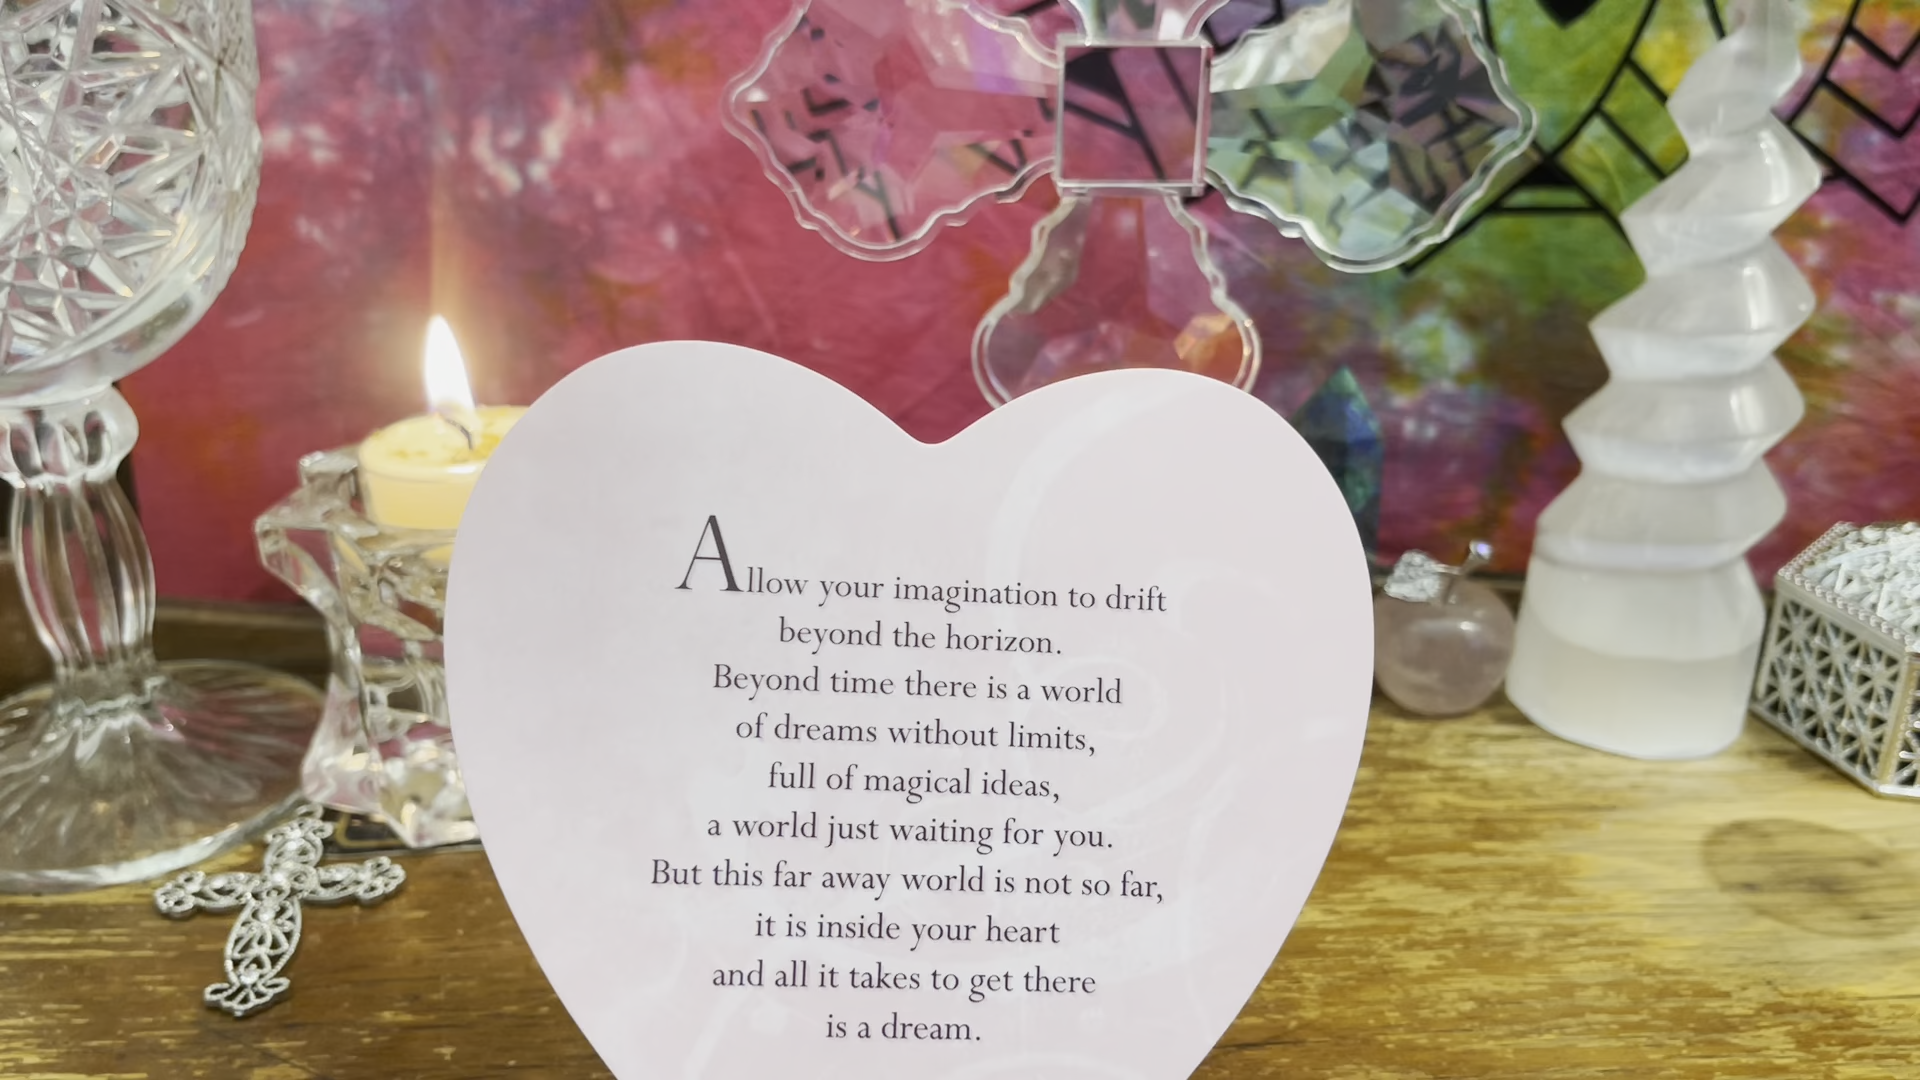 Allow your imagination to drift
beyond the horizon.
Beyond time there is a world
of dreams without limits,
full of magical ideas,
a world just waiting for you.
But this far away world is not so far,
it is inside your heart
and all it takes to get there
is a dream.